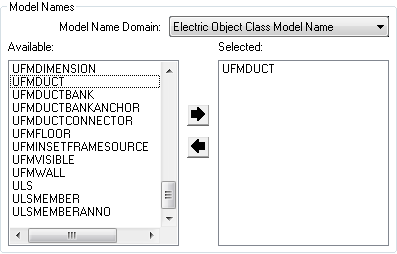 Model Names
Model Name Domain: Electric Object Class Model Name
Available:
UFMDIMENSION
UFMDUCT
UFMDUCTBANK
UFMDUCTBANKANCHOR
UFMDUCTCONNECTOR
UFMFLOOR
UFMINSETFRAMESOURCE
UFMVISIBLE
UFMWALL
ULS
ULSMEMBER
ULSMEMBERANNO
Selected:
UFMDUCT